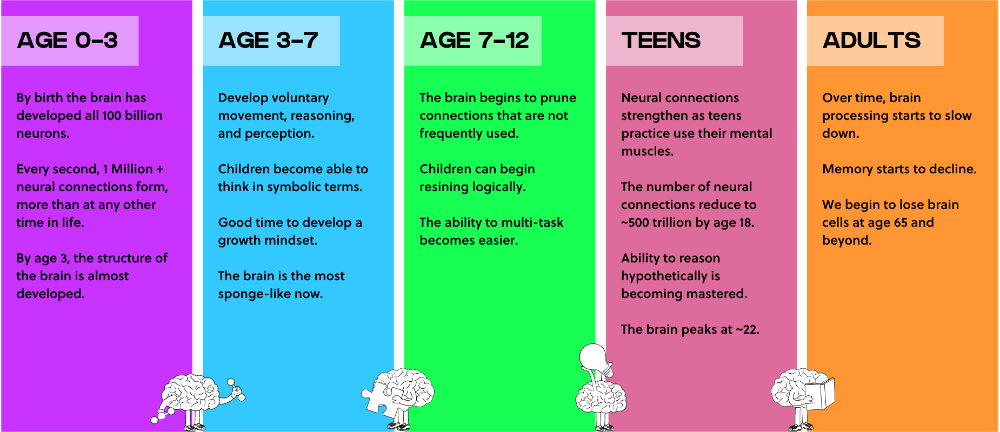 AGE 0–3
By birth the brain has
developed all 100 billion
neurons.
Every second, 1 Million +
neural connections form,
more than at any other
time in life.
By age 3, the structure of
the brain is almost
developed.
AGE 3–7
Develop voluntary
movement, reasoning,
and perception.
Children become able to
think in symbolic terms.
Good time to develop a
growth mindset.
The brain is the most
sponge-like now.
AGE 7–12
The brain begins to prune
connections that are not
frequently used.
Children can begin
resining logically.
The ability to multi-task
becomes easier.
TEENS
Neural connections
strengthen as teens
practice use their mental
muscles.
The number of neural
connections reduce to
~500 trillion by age 18.
Ability to reason
hypothetically is
becoming mastered.
The brain peaks at ~22.
ADULTS
Over time, brain
processing starts to slow
down.
Memory starts to decline.
We begin to lose brain
cells at age 65 and
beyond.